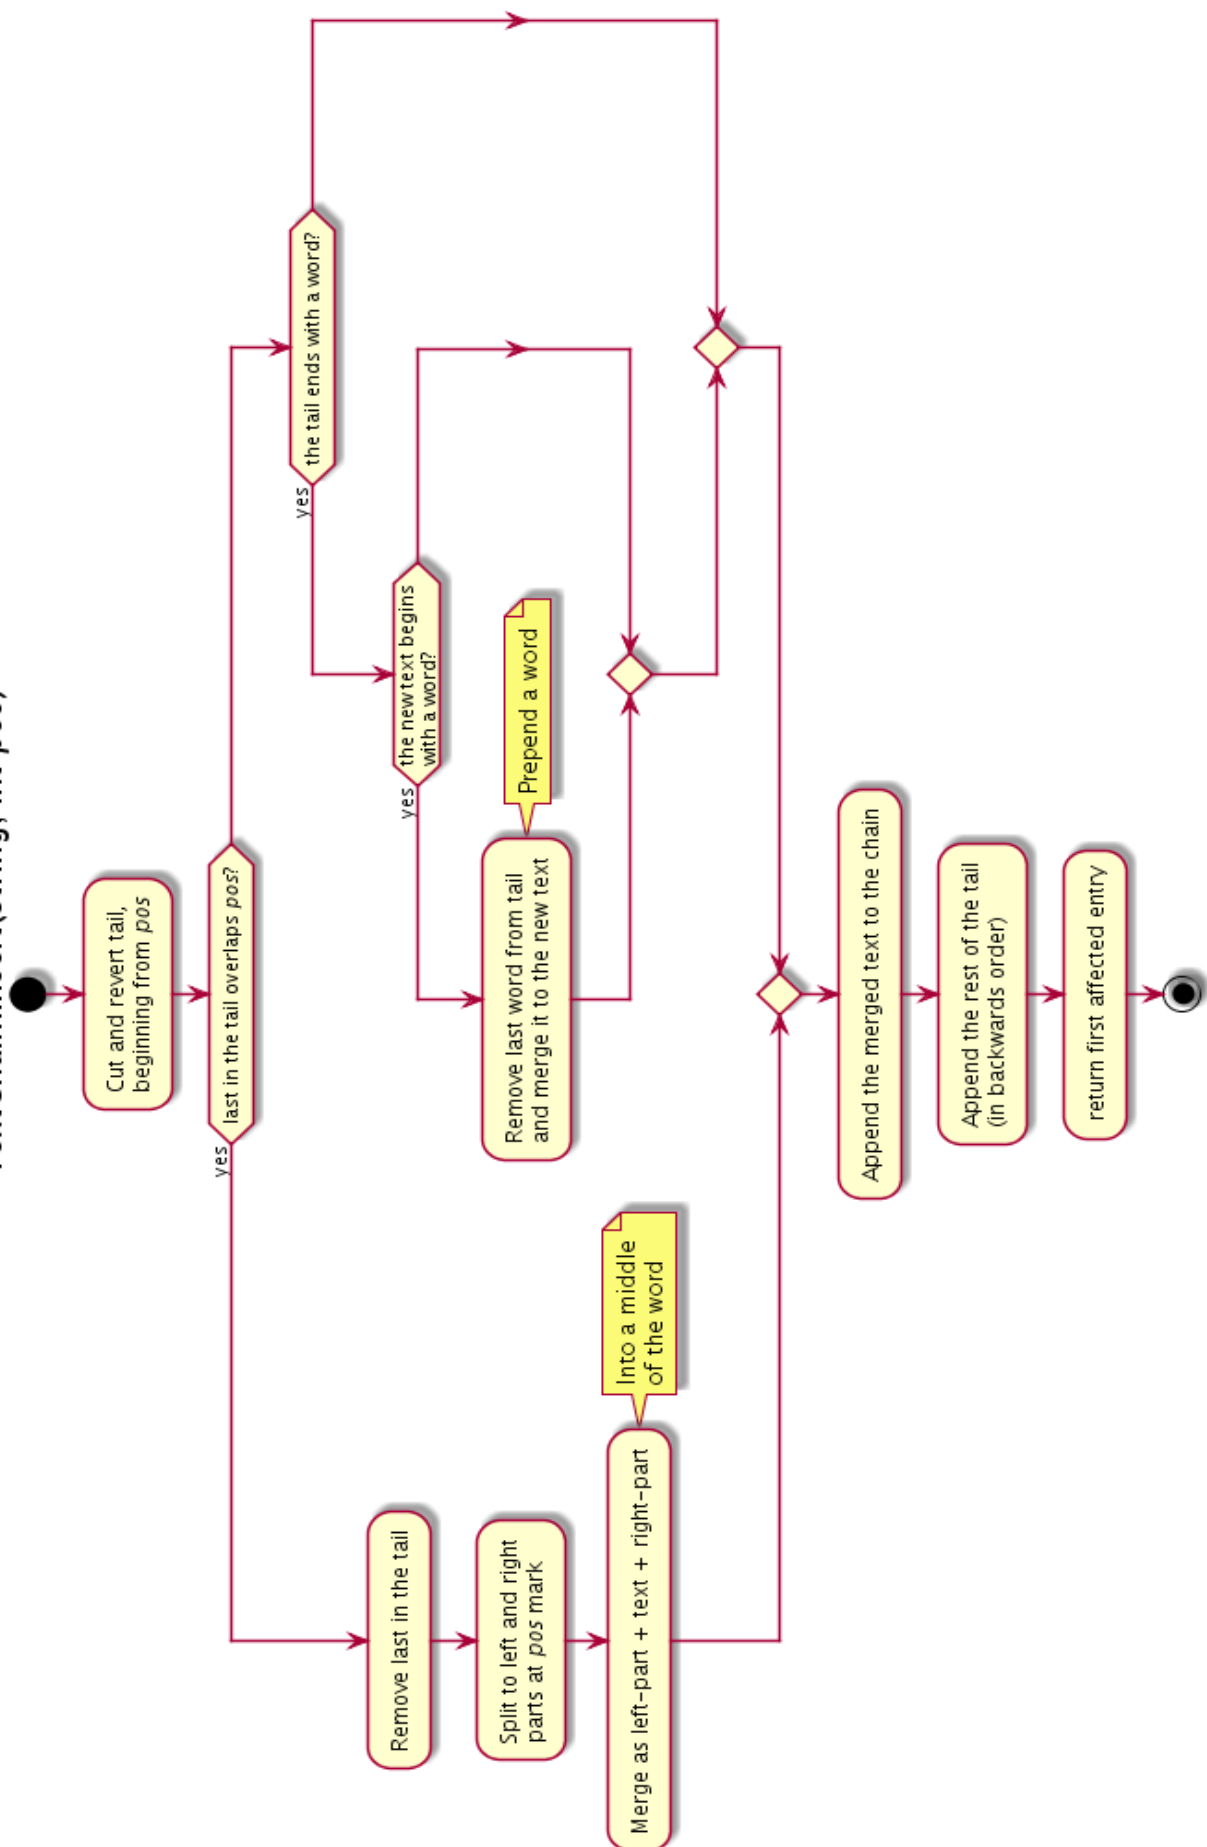 Cut and revert tail,
beginning from pos
last in the tail overlaps pos?
yes
Remove last in the tail
Split to left and right
parts at pos mark
Merge as left-part + text + right-part
Into a middle
of the word
the tail ends with a word?
yes
the new text begins
with a word?
yes
Remove last word from tail
and merge it to the new text
Prepend a word
Append the merged text to the chain
Append the rest of the tail
(in backwards order)
return first affected entry